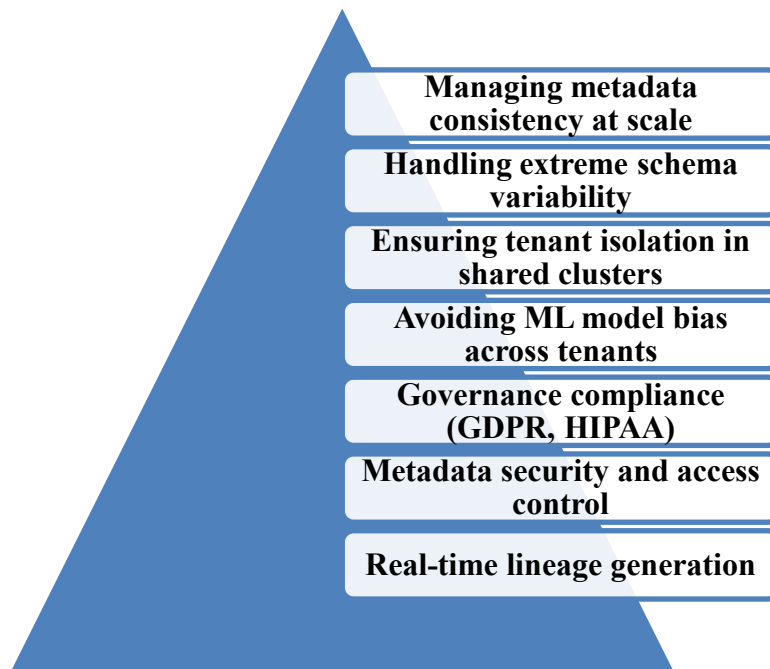 Managing metadata
consistency at scale
Handling extreme schema
variability
Ensuring tenant isolation in
shared clusters
Avoiding ML model bias
across tenants
Governance compliance
(GDPR, HIPAA)
Metadata security and access
control
Real-time lineage generation